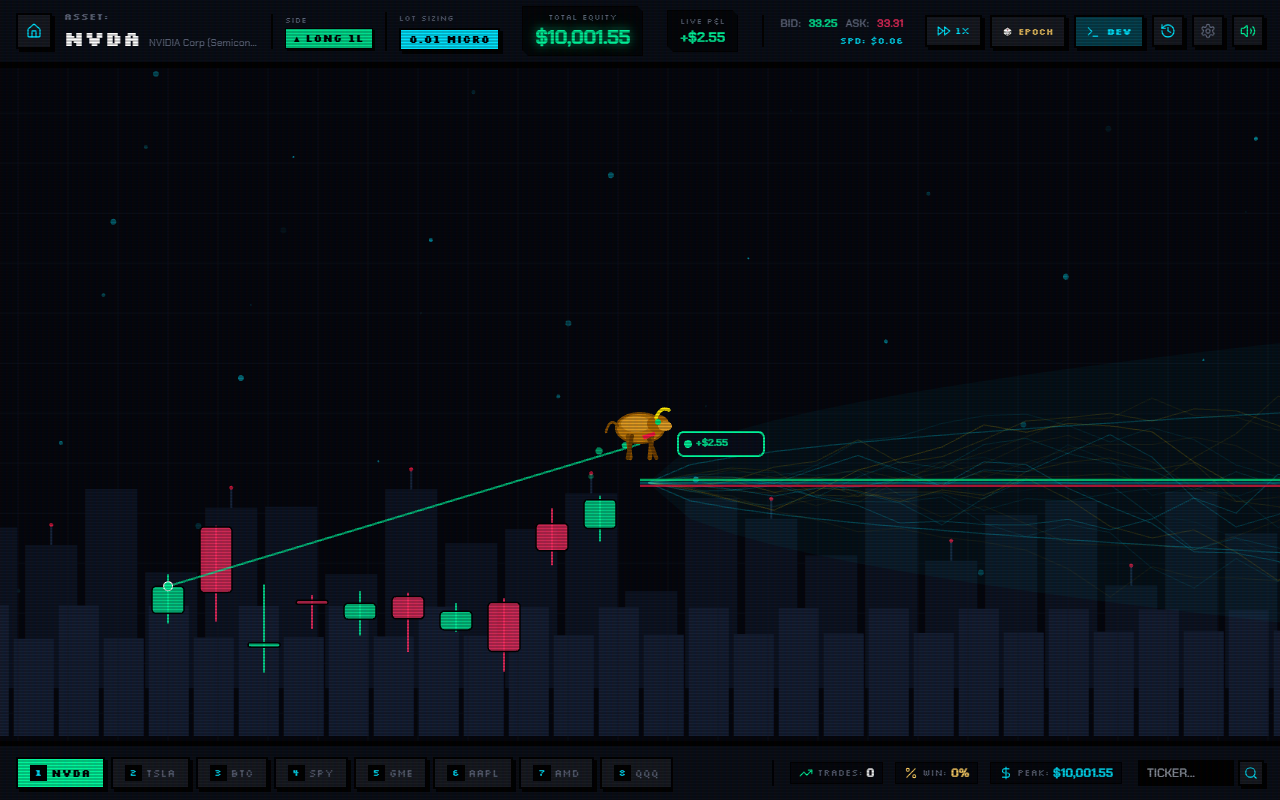 ASSET:
NVDA NVIDIA Corp (Semicon...
SIDE
▲ LONG 1L
LOT SIZING
0.01 MICRO
TOTAL EQUITY
$10,001.55
LIVE P&L
+$2.55
BID: 33.25 ASK: 33.31
SPD: $0.06
1X
EPOCH
>_ DEV
+$2.55
1 NVDA
2 TSLA
3 BTC
4 SPY
5 GME
6 AAPL
7 AMD
8 QQQ
TRADES: 0
WIN: 0%
PEAK: $10,001.55
TICKER...